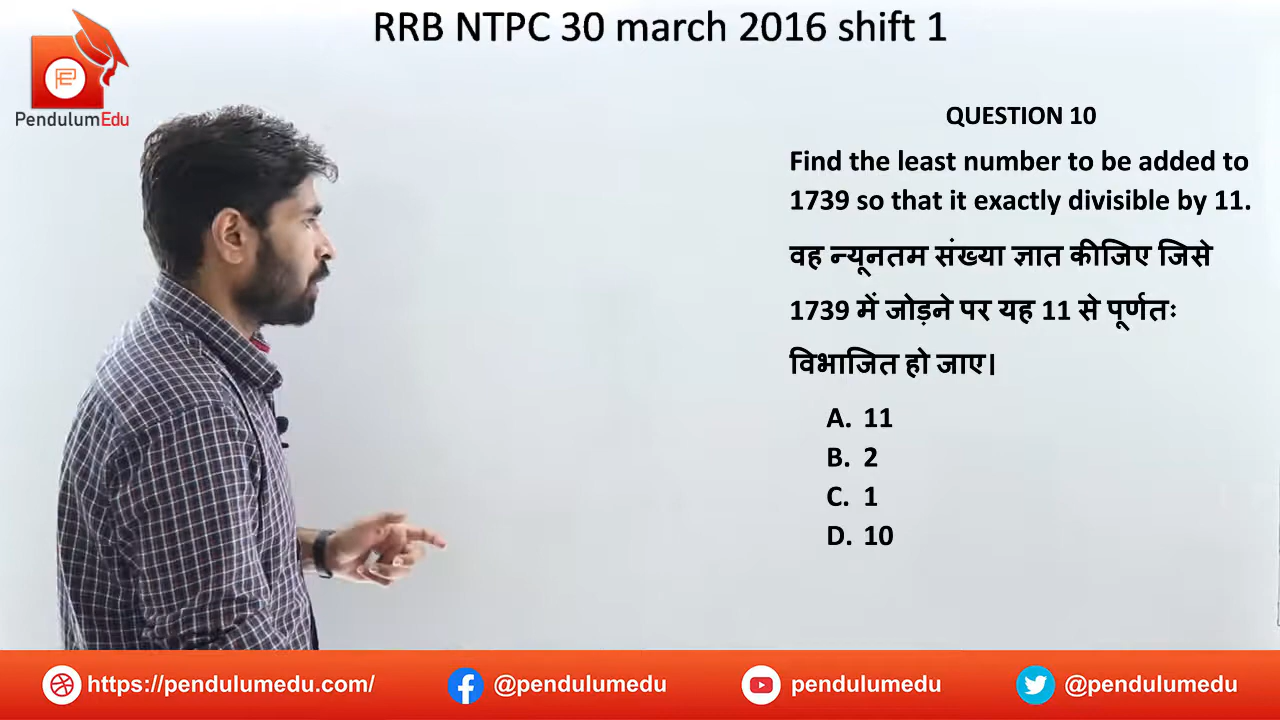 RRB NTPC 30 march 2016 shift 1
PendulumEdu
QUESTION 10
Find the least number to be added to
1739 so that it exactly divisible by 11.
वह न्यूनतम संख्या ज्ञात कीजिए जिसे
1739 में जोड़ने पर यह 11 से पूर्णतः
विभाजित हो जाए।
A. 11
B. 2
C. 1
D. 10
https://pendulumedu.com/
@pendulumedu
pendulumedu
@pendulumedu